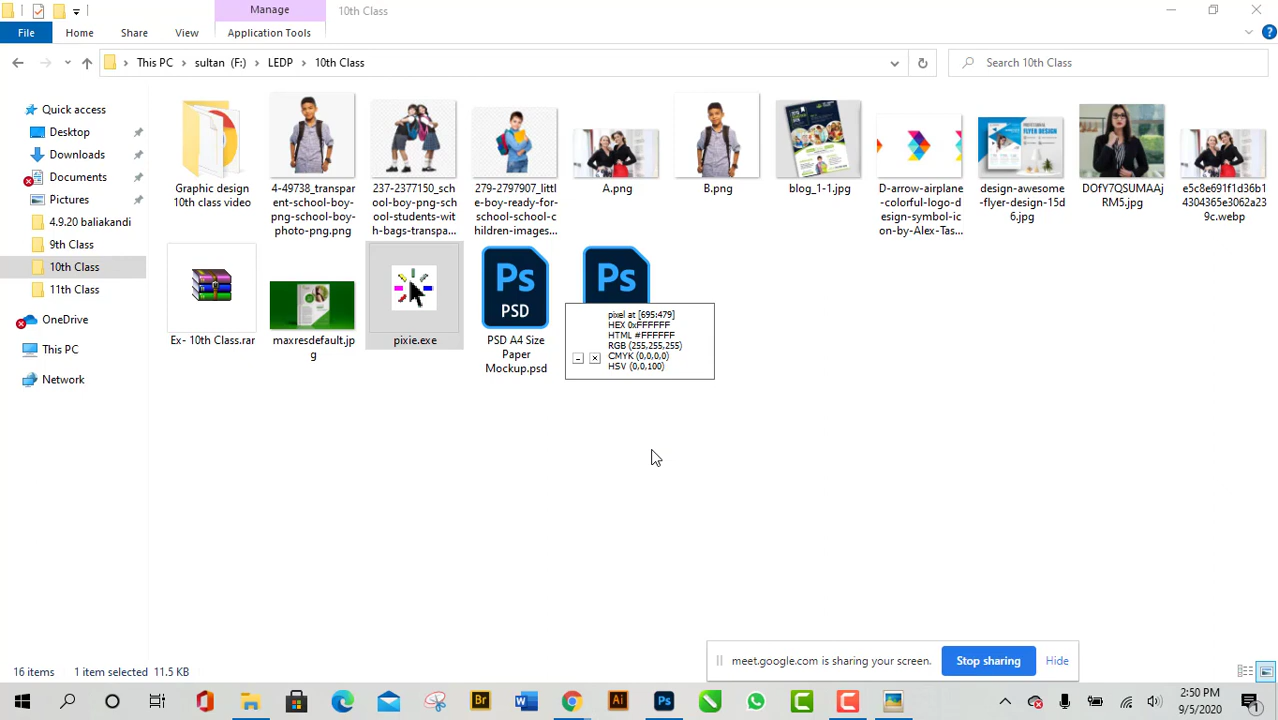 Manage
10th Class
File
Home
Share
View
Application Tools
This PC
sultan (F:)
LEDP
10th Class
Search 10th Class
Quick access
Desktop
Downloads
Documents
Pictures
4.9.20 baliakandi
9th Class
10th Class
11th Class
OneDrive
This PC
Network
Graphic design
10th class video
4-49738_transpar
ent-school-boy-
png-school-boy-
photo-png.png
237-2377150_sch
ool-boy-png-sch
ool-students-wit
h-bags-transpa...
279-2797907_littl
e-boy-ready-for
-school-school-c
hildren-images...
A.png
B.png
blog_1-1.jpg
D-arrow-airplane
-colorful-logo-d
esign-symbol-ic
on-by-Alex-Tas...
design-awesome
-flyer-design-15d
6.jpg
DOfY7QSUMAAj
RM5.jpg
e5c8e691f1d36b1
4304365e3062a23
9c.webp
Ex- 10th Class.rar
maxresdefault.jp
g
pixie.exe
Ps
PSD
PSD A4 Size
Paper
Mockup.psd
Ps
pixel at [695:479]
HEX 0xFFFFFF
HTML #FFFFFF
RGB (255,255,255)
CMYK (0,0,0,0)
HSV (0,0,100)
meet.google.com is sharing your screen.
Stop sharing
Hide
16 items
1 item selected 11.5 KB
Br
Ai
Ps
2:50 PM
9/5/2020